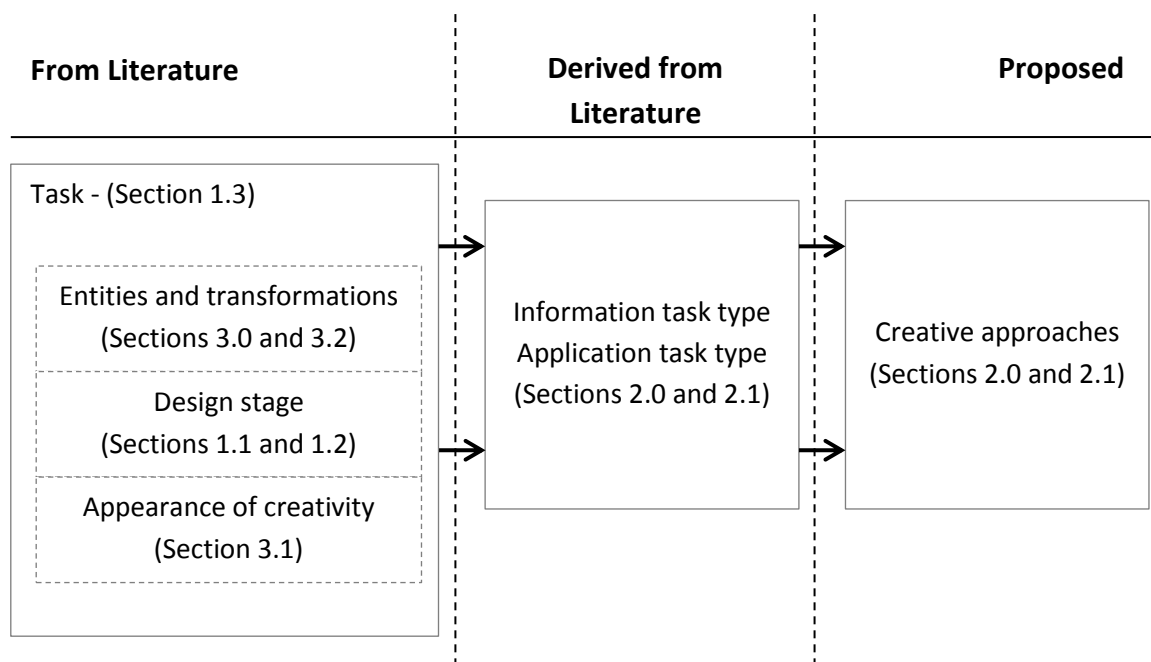 From Literature
Derived from
Literature
Proposed
Task - (Section 1.3)
Entities and transformations
(Sections 3.0 and 3.2)
Design stage
(Sections 1.1 and 1.2)
Appearance of creativity
(Section 3.1)
Information task type
Application task type
(Sections 2.0 and 2.1)
Creative approaches
(Sections 2.0 and 2.1)